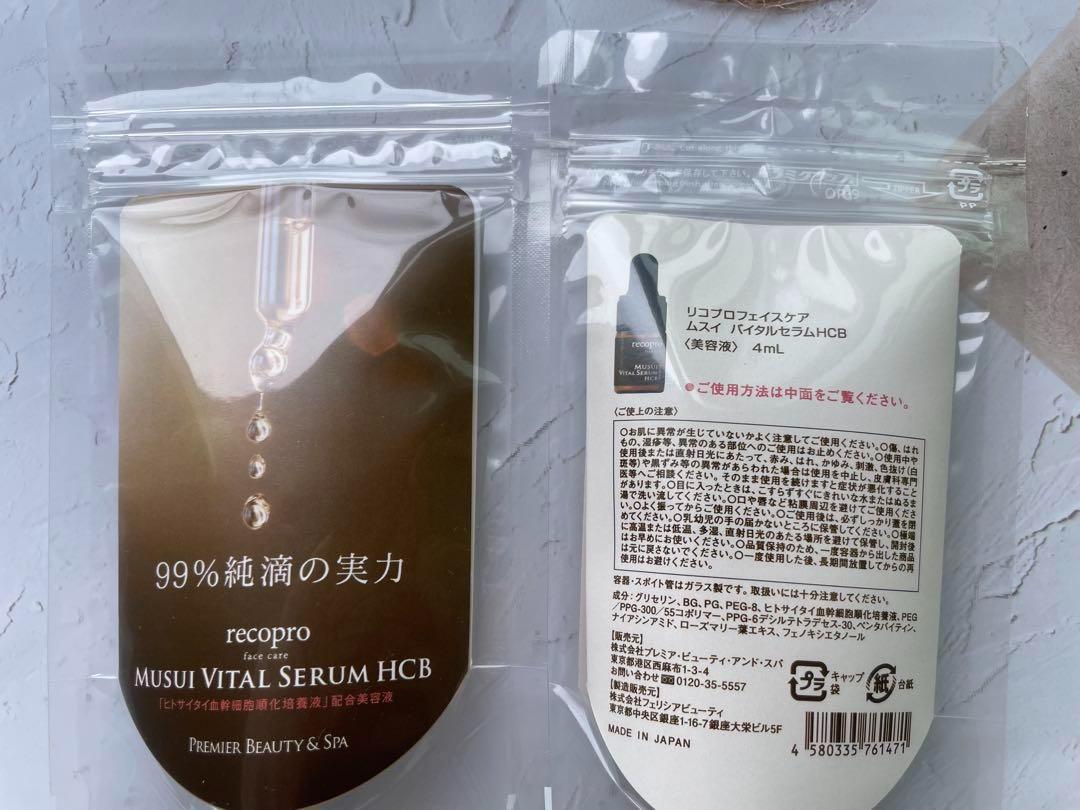 99%純滴の実力
recopro
face care
MUSUI VITAL SERUM HCB
「ヒトサイタイ血幹細胞順化培養液」配合美容液
PREMIER BEAUTY & SPA
プラ
PP
recopro
MUSUI
VITAL SERUM
HCB
リコプロフェイスケア
ムスイ バイタルセラムHCB
〈美容液〉 4mL
●ご使用方法は中面をご覧ください。
〈ご使上の注意〉
〇お肌に異常が生じていないかよく注意してご使用ください。〇傷、はれ
もの、湿疹等、異常のある部位へのご使用はお止めください。〇使用中や
使用後または直射日光にあたって、赤み、はれ、かゆみ、刺激、色抜け(白
斑等)や黒ずみ等の異常があらわれた場合は使用を中止し、皮膚科専門
医等へご相談ください。そのまま使用を続けますと症状が悪化すること
があります。〇目に入ったときは、こすらずすぐにきれいな水またはぬるま
湯で洗い流してください。〇口や唇など粘膜周辺を避けてご使用くださ
い。〇よく振ってからご使用ください。〇ご使用後は、必ずしっかり蓋を閉
めてください。〇乳幼児の手の届かないところに保管してください。〇極端
に高温または低温、多湿、直射日光のあたる場所を避けて保管し、開封後
はお早めにお使いください。〇品質保持のため、一度容器から出した商品
は元に戻さないでください。〇一度使用した後、長期間放置してからの再
使用はお避けください。
容器・スポイト管はガラス製です。取扱いには十分注意してください。
成分:グリセリン、BG、PG、PEG-8、ヒトサイタイ血幹細胞順化培養液、PEG
/PPG-300/55コポリマー、PPG-6デシルテトラデセス-30、ペンタバイティン、
ナイアシンアミド、ローズマリー葉エキス、フェノキシエタノール
【販売元】
株式会社プレミア・ビューティ・アンド・スパ
東京都港区西麻布1-3-4
お問い合わせ 0120-35-5557
【製造販売元】
株式会社フェリシアビューティ
東京都中央区銀座1-16-7銀座大栄ビル5F
MADE IN JAPAN
プラ
キャップ
袋
紙
台紙
4 580335 761471